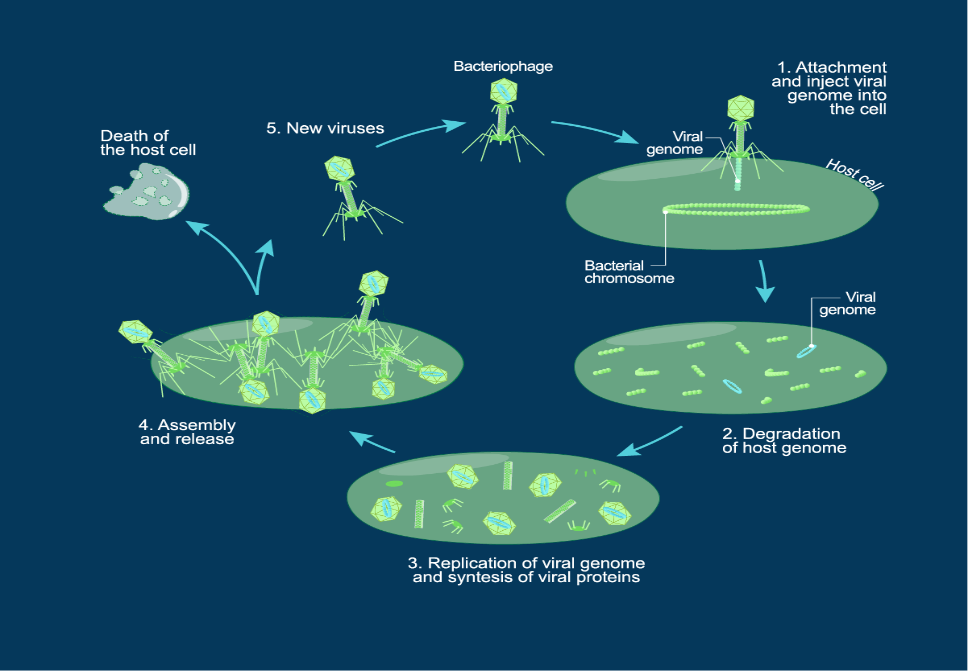 Bacteriophage
1. Attachment
and inject viral
genome into
the cell
Viral
genome
Host cell
Bacterial
chromosome
Viral
genome
2. Degradation
of host genome
3. Replication of viral genome
and syntesis of viral proteins
4. Assembly
and release
Death of
the host cell
5. New viruses